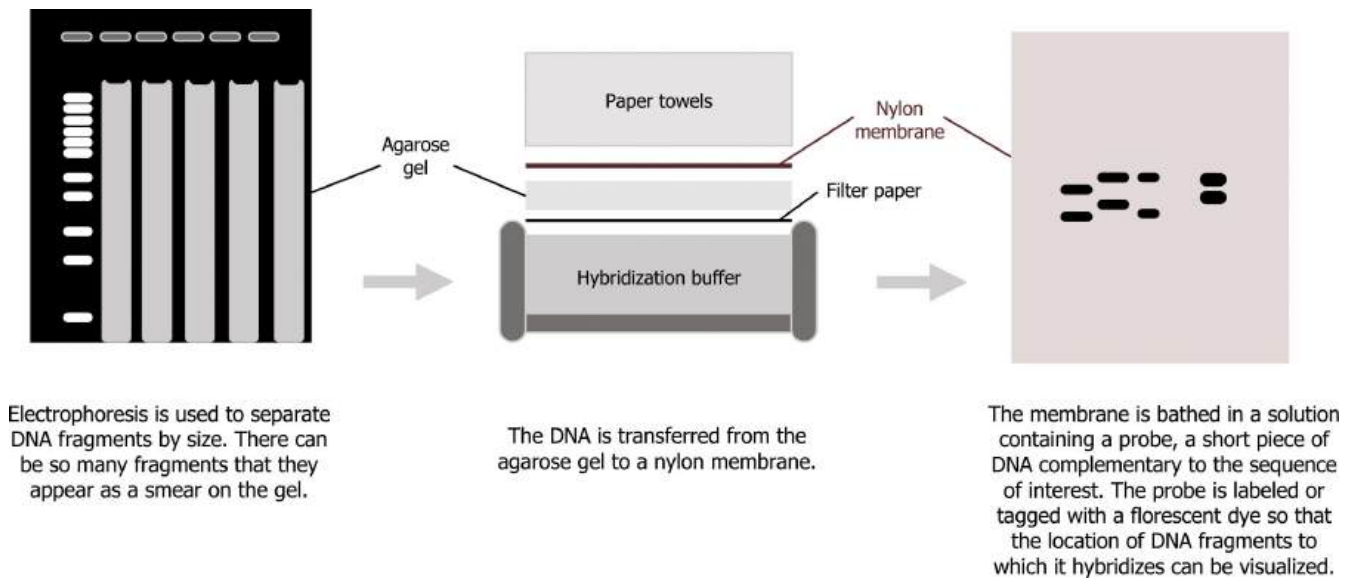 Paper towels
Nylon
membrane
Agarose
gel
Filter paper
Hybridization buffer
Electrophoresis is used to separate
DNA fragments by size. There can
be so many fragments that they
appear as a smear on the gel.
The DNA is transferred from the
agarose gel to a nylon membrane.
The membrane is bathed in a solution
containing a probe, a short piece of
DNA complementary to the sequence
of interest. The probe is labeled or
tagged with a florescent dye so that
the location of DNA fragments to
which it hybridizes can be visualized.